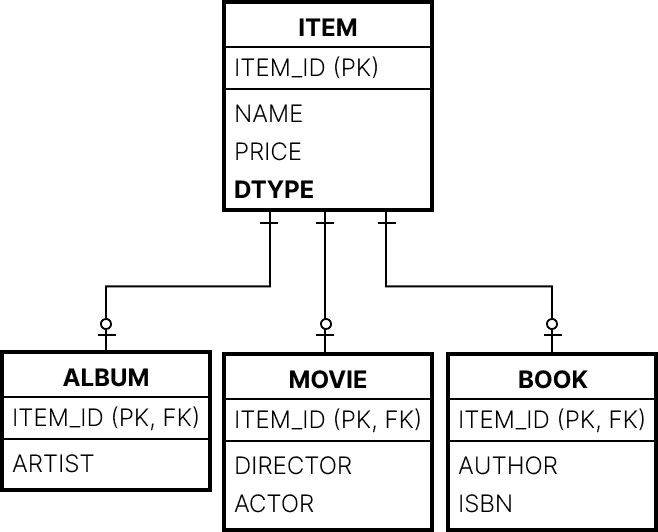 ITEM
ITEM_ID (PK)
NAME
PRICE
DTYPE
ALBUM
ITEM_ID (PK, FK)
ARTIST
MOVIE
ITEM_ID (PK, FK)
DIRECTOR
ACTOR
BOOK
ITEM_ID (PK, FK)
AUTHOR
ISBN